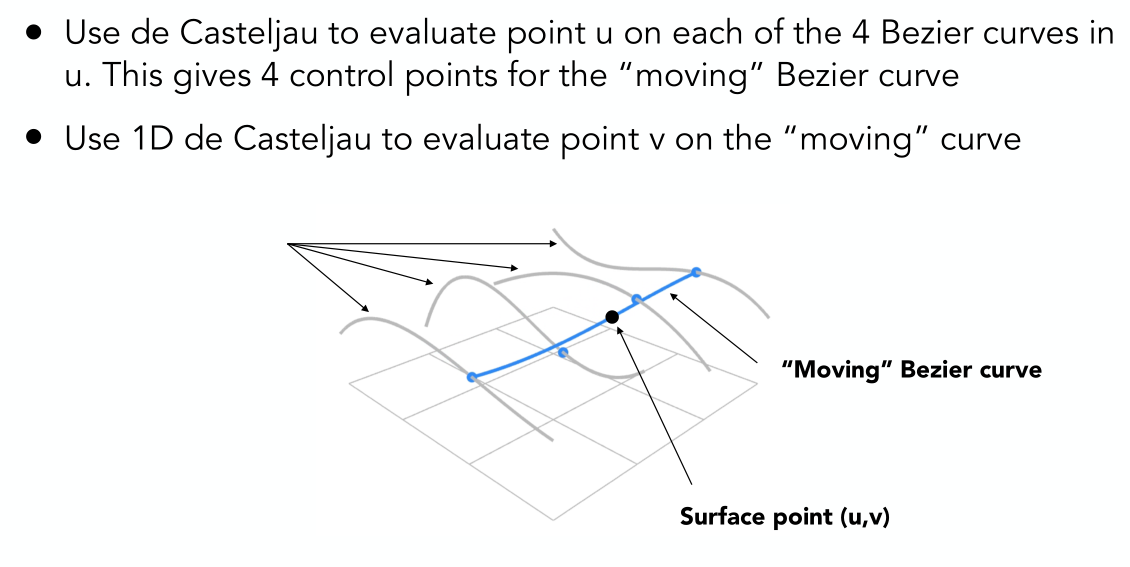 • Use de Casteljau to evaluate point u on each of the 4 Bezier curves in
u. This gives 4 control points for the “moving” Bezier curve
• Use 1D de Casteljau to evaluate point v on the “moving” curve
“Moving” Bezier curve
Surface point (u,v)